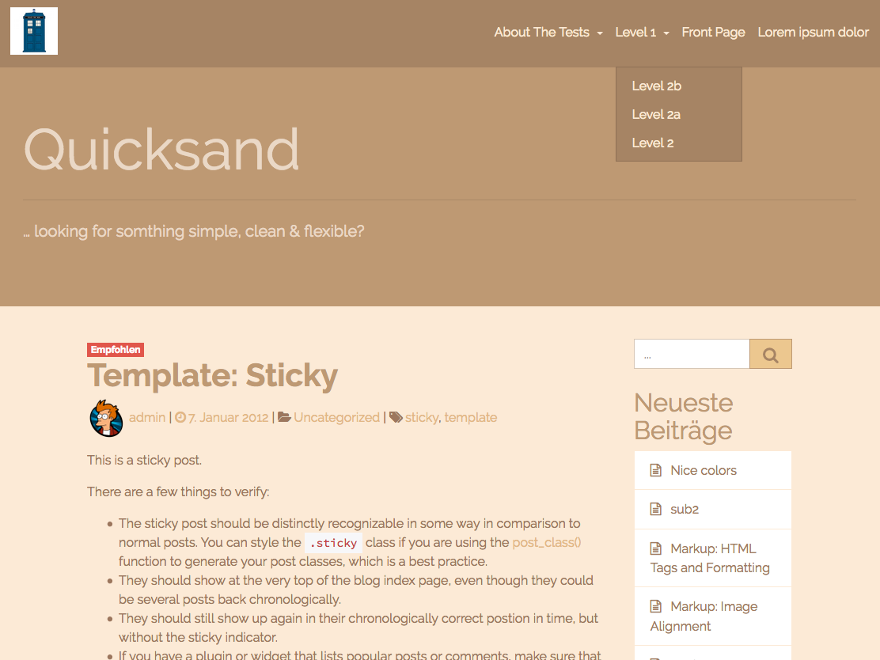 About The Tests Level 1 Front Page Lorem ipsum dolor
Level 2b
Level 2a
Level 2
Quicksand
… looking for somthing simple, clean & flexible?
Empfohlen
Template: Sticky
admin | 7. Januar 2012 | Uncategorized | sticky, template
This is a sticky post.
There are a few things to verify:
• The sticky post should be distinctly recognizable in some way in comparison to
normal posts. You can style the .sticky class if you are using the post_class()
function to generate your post classes, which is a best practice.
• They should show at the very top of the blog index page, even though they could
be several posts back chronologically.
• They should still show up again in their chronologically correct postion in time, but
without the sticky indicator.
• If you have a plugin or widget that lists popular posts or comments, make sure that
...
Neueste
Beiträge
Nice colors
sub2
Markup: HTML
Tags and Formatting
Markup: Image
Alignment